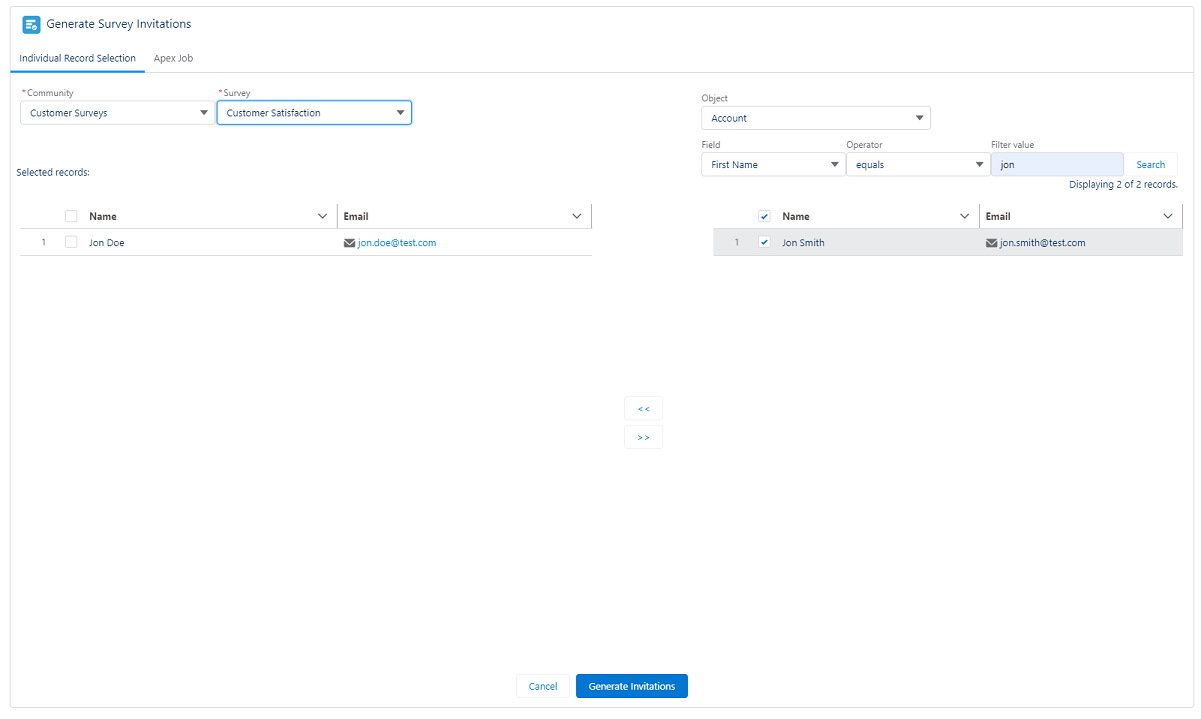 Generate Survey Invitations
Individual Record Selection Apex Job
*Community *Survey
Customer Surveys Customer Satisfaction
Object
Account
Field Operator Filter value
First Name equals jon Search
Selected records:
Displaying 2 of 2 records.
Name Email
1 Jon Doe jon.doe@test.com
Name Email
1 Jon Smith jon.smith@test.com
<<
>>
Cancel Generate Invitations